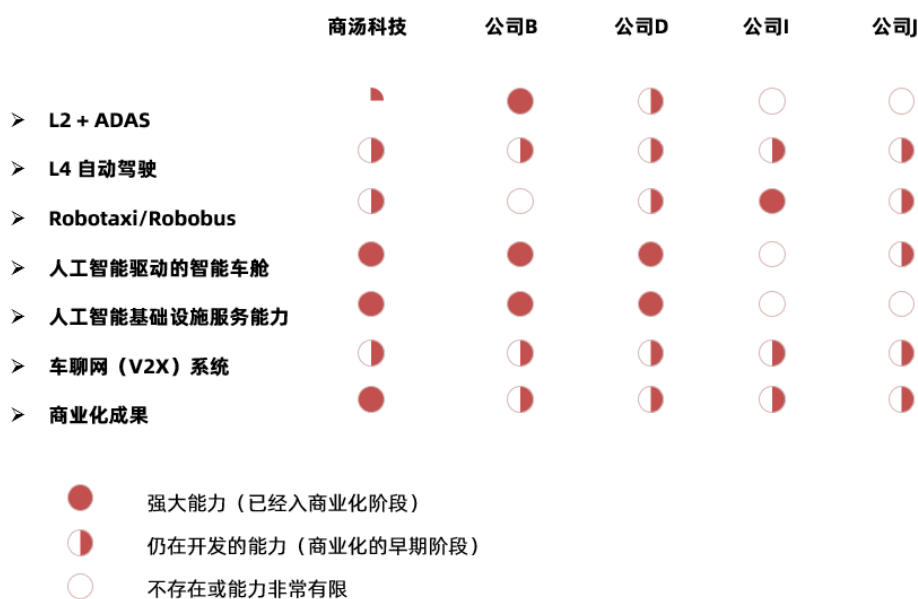 商汤科技 公司B 公司D 公司I 公司J
L2 + ADAS
L4 自动驾驶
Robotaxi/Robobus
人工智能驱动的智能车舱
人工智能基础设施服务能力
车聊网（V2X）系统
商业化成果
强大能力（已经入商业化阶段）
仍在开发的能力（商业化的早期阶段）
不存在或能力非常有限